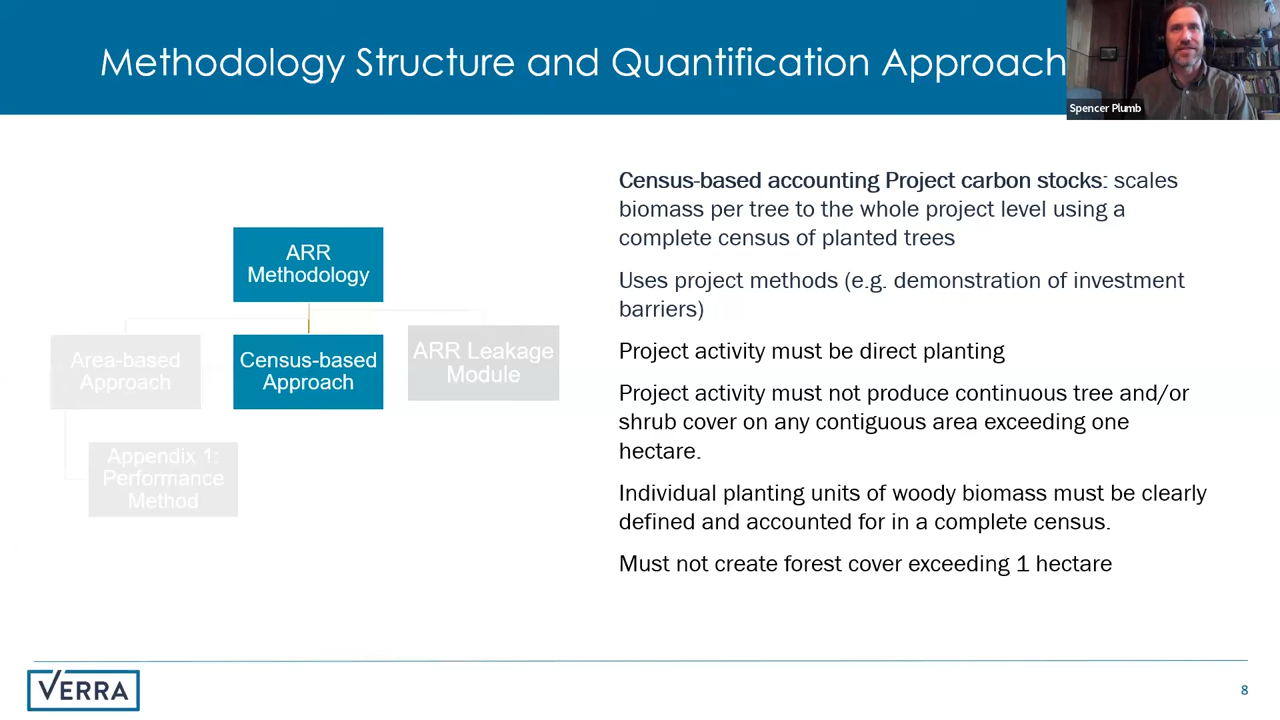 Methodology Structure and Quantification Approach
Spencer Plumb
ARR
Methodology
Area-based
Approach
Census-based
Approach
ARR Leakage
Module
Appendix 1:
Performance
Method
Census-based accounting Project carbon stocks: scales
biomass per tree to the whole project level using a
complete census of planted trees
Uses project methods (e.g. demonstration of investment
barriers)
Project activity must be direct planting
Project activity must not produce continuous tree and/or
shrub cover on any contiguous area exceeding one
hectare.
Individual planting units of woody biomass must be clearly
defined and accounted for in a complete census.
Must not create forest cover exceeding 1 hectare
VERRA
8